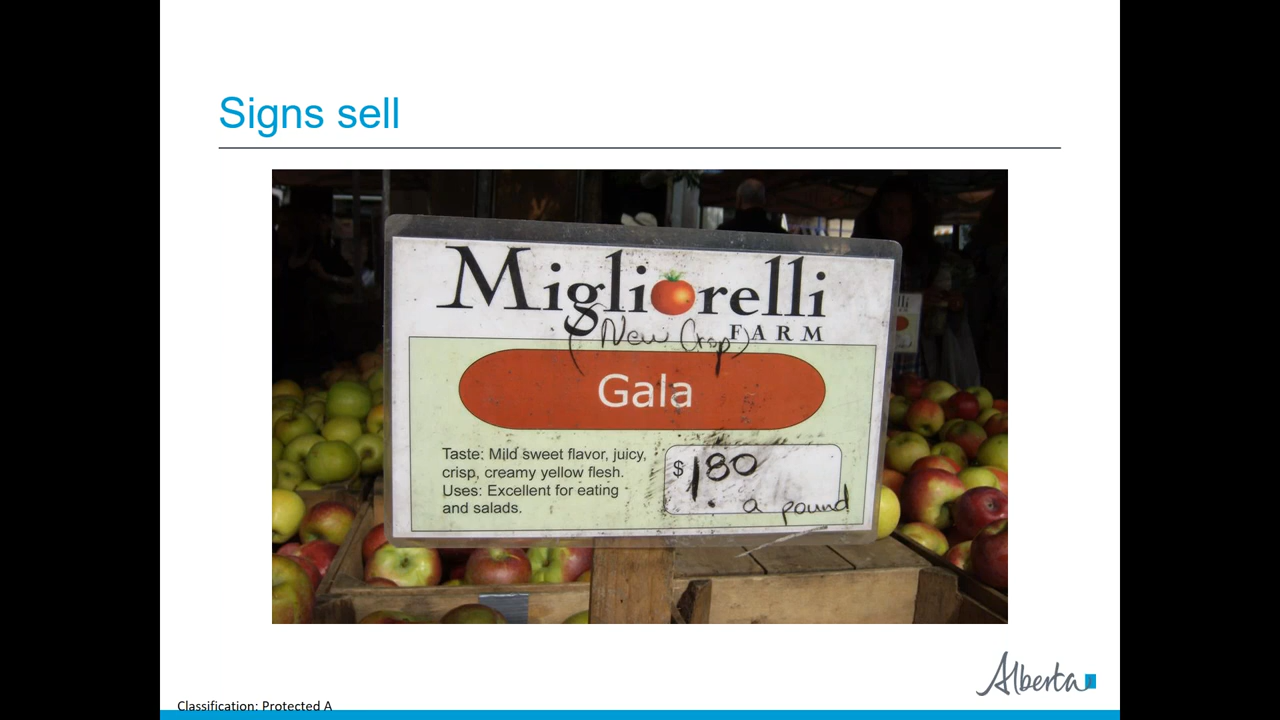 Signs sell
Migliorelli
FARM
(New Crop)
Gala
Taste: Mild sweet flavor, juicy,
crisp, creamy yellow flesh.
Uses: Excellent for eating
and salads.
$1.80
a pound
Alberta
Classification: Protected A